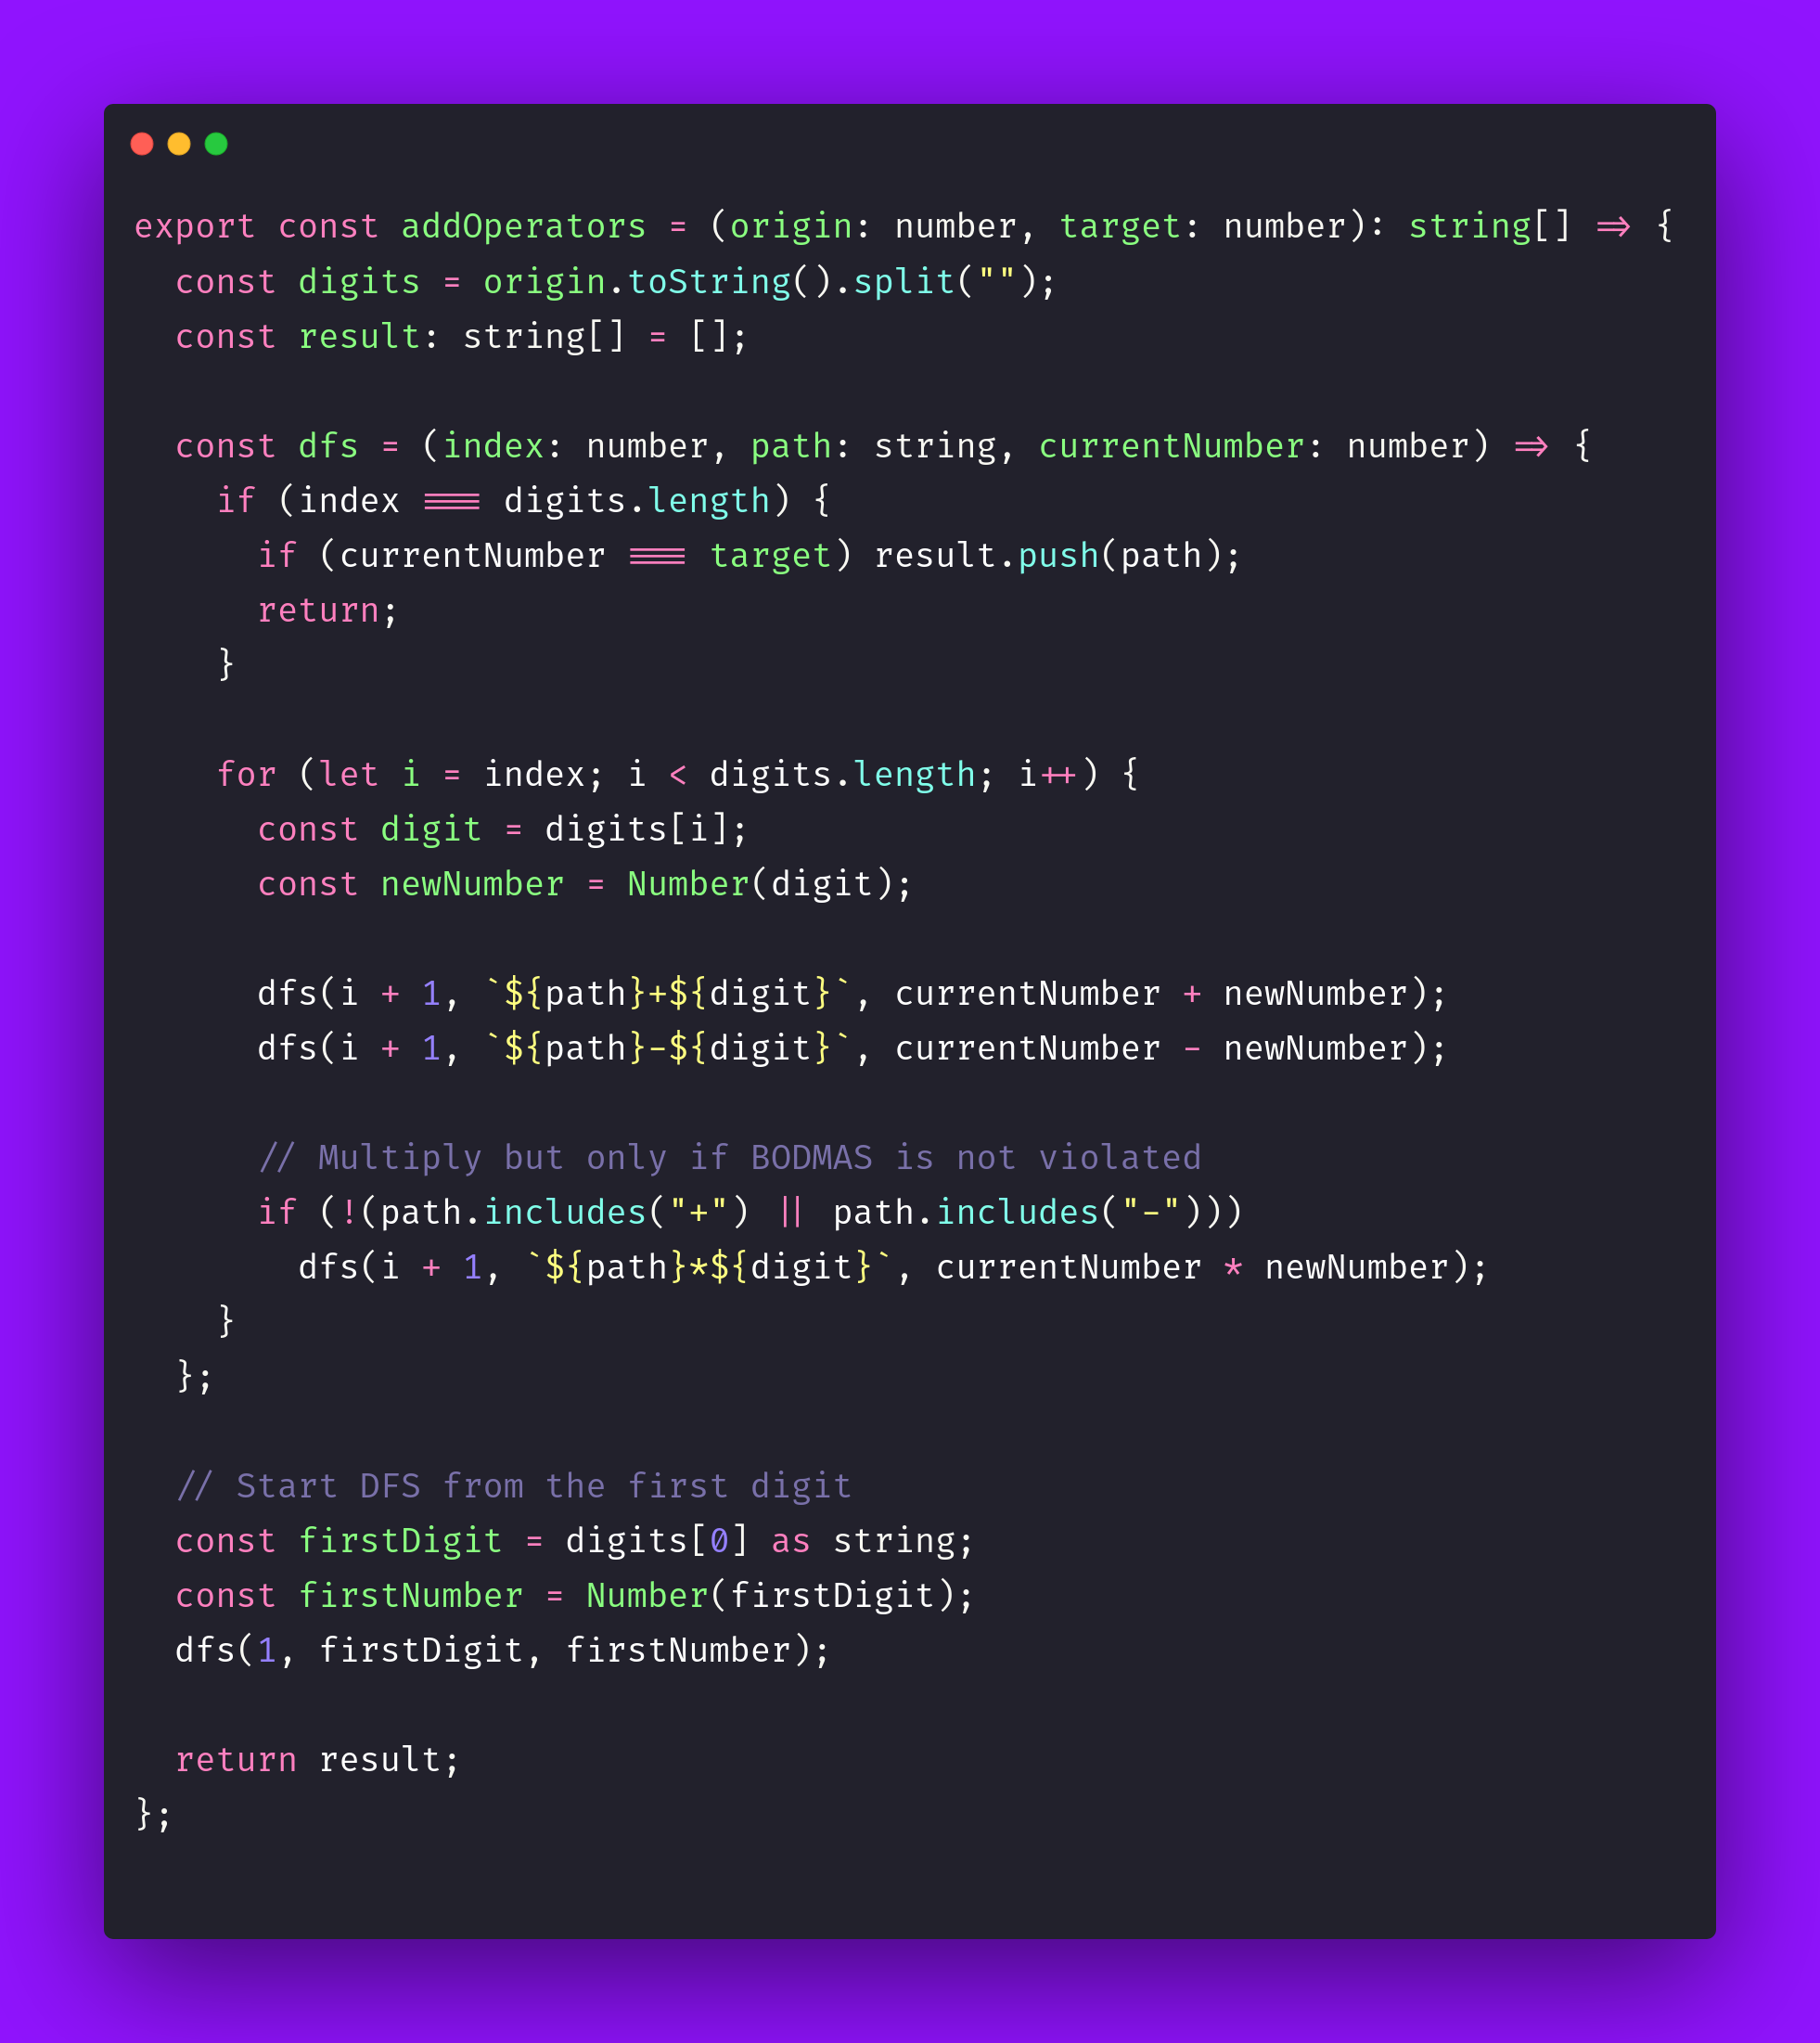 export const addOperators = (origin: number, target: number): string[] => {
  const digits = origin.toString().split("");
  const result: string[] = [];

  const dfs = (index: number, path: string, currentNumber: number) => {
    if (index === digits.length) {
      if (currentNumber === target) result.push(path);
      return;
    }

    for (let i = index; i < digits.length; i++) {
      const digit = digits[i];
      const newNumber = Number(digit);

      dfs(i + 1, `${path}+${digit}`, currentNumber + newNumber);
      dfs(i + 1, `${path}-${digit}`, currentNumber - newNumber);

      // Multiply but only if BODMAS is not violated
      if (!(path.includes("+") || path.includes("-")))
        dfs(i + 1, `${path}*${digit}`, currentNumber * newNumber);
    }
  };

  // Start DFS from the first digit
  const firstDigit = digits[0] as string;
  const firstNumber = Number(firstDigit);
  dfs(1, firstDigit, firstNumber);

  return result;
};